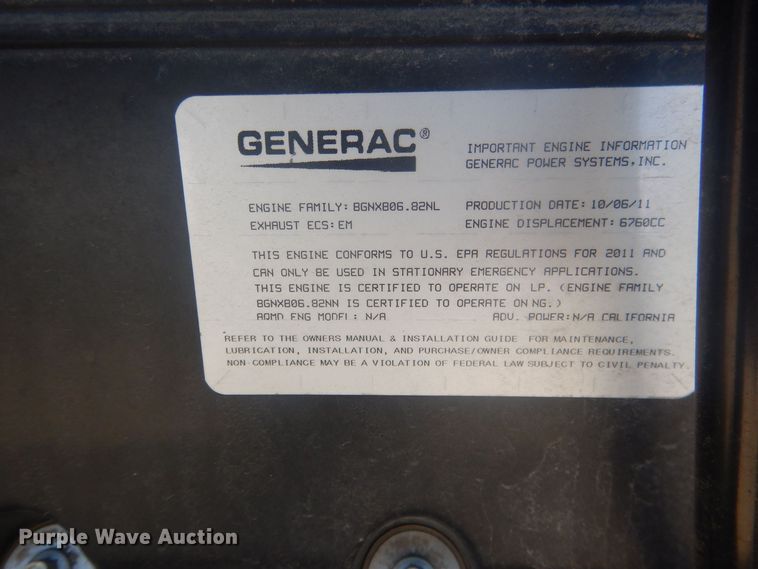 GENERAC®
IMPORTANT ENGINE INFORMATION
GENERAC POWER SYSTEMS, INC.
ENGINE FAMILY: BGNXB06.82NL
PRODUCTION DATE: 10/06/11
EXHAUST ECS: EM
ENGINE DISPLACEMENT: 6760CC
THIS ENGINE CONFORMS TO U.S. EPA REGULATIONS FOR 2011 AND
CAN ONLY BE USED IN STATIONARY EMERGENCY APPLICATIONS.
THIS ENGINE IS CERTIFIED TO OPERATE ON LP. (ENGINE FAMILY
BGNXB06.82NN IS CERTIFIED TO OPERATE ON NG.)
AQMD ENG MODEL: N/A ADV. POWER: N/A CALIFORNIA
REFER TO THE OWNERS MANUAL & INSTALLATION GUIDE FOR MAINTENANCE,
LUBRICATION, INSTALLATION, AND PURCHASE/OWNER COMPLIANCE REQUIREMENTS.
NON-COMPLIANCE MAY BE A VIOLATION OF FEDERAL LAW SUBJECT TO CIVIL PENALTY.
Purple Wave Auction